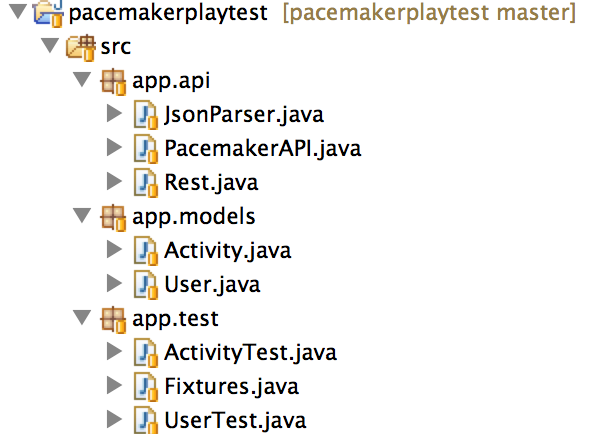 pacemakerplaytest [pacemakerplaytest master]
src
app.api
JsonParser.java
PacemakerAPI.java
Rest.java
app.models
Activity.java
User.java
app.test
ActivityTest.java
Fixtures.java
UserTest.java